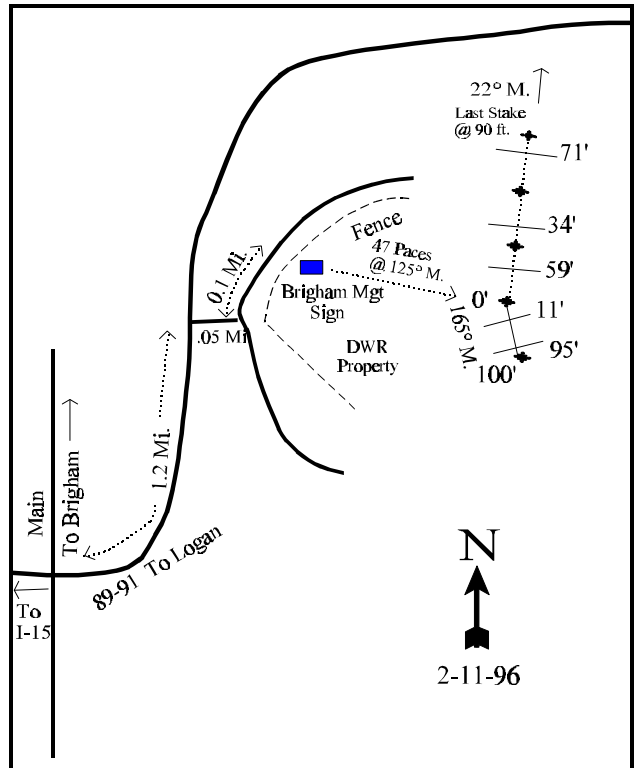 22° M.
Last Stake
@ 90 ft.
71'
34'
59'
0'
11'
95'
100'
165° M.
Fence
47 Paces
@ 125° M.
0.1 Mi.
Brigham Mgt
Sign
.05 Mi
DWR
Property
1.2 Mi.
Main
To Brigham
89-91 To Logan
To
I-15
N
2-11-96